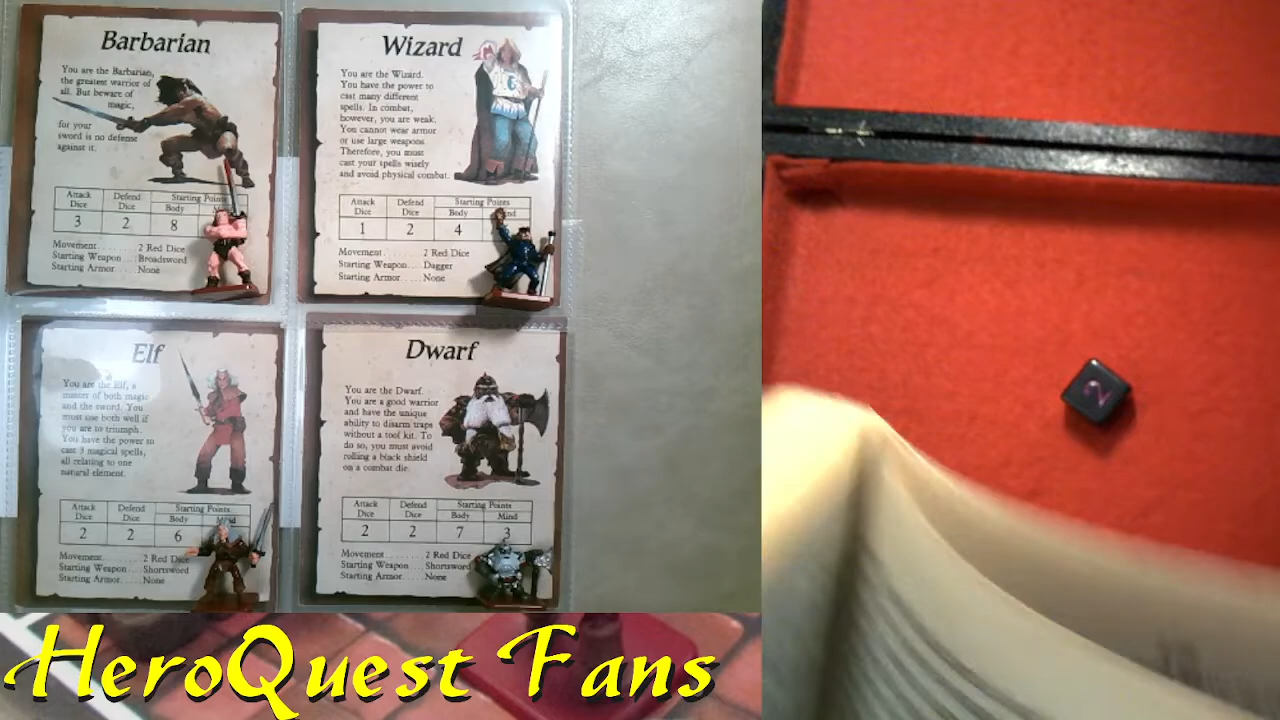 Barbarian
You are the Barbarian,
the greatest warrior of
all. But beware of
magic,
for your
sword is no defense
against it.
Attack Dice
Defend Dice
Starting Points
Body
3
2
8
Movement........ 2 Red Dice
Starting Weapon... Broadsword
Starting Armor.... None
Wizard
You are the Wizard.
You have the power to
cast many different
spells. In combat,
however, you are weak.
You cannot wear armor
or use large weapons.
Therefore, you must
cast your spells wisely
and avoid physical combat.
Attack Dice
Defend Dice
Starting Points
Body
1
2
4
Movement........ 2 Red Dice
Starting Weapon... Dagger
Starting Armor.... None
Elf
You are the Elf, a
master of both magic
and the sword. You
must use both well if
you are to triumph.
You have the power to
cast 3 magical spells,
all relating to one
natural element.
Attack Dice
Defend Dice
Starting Points
Body
Mind
2
2
6
Movement........ 2 Red Dice
Starting Weapon... Shortsword
Starting Armor.... None
Dwarf
You are the Dwarf.
You are a good warrior
and have the unique
ability to disarm traps
without a tool kit. To
do so, you must avoid
rolling a black shield
on a combat die.
Attack Dice
Defend Dice
Starting Points
Body
Mind
2
2
7
3
Movement........ 2 Red Dice
Starting Weapon... Shortsword
Starting Armor.... None
HeroQuest Fans
2